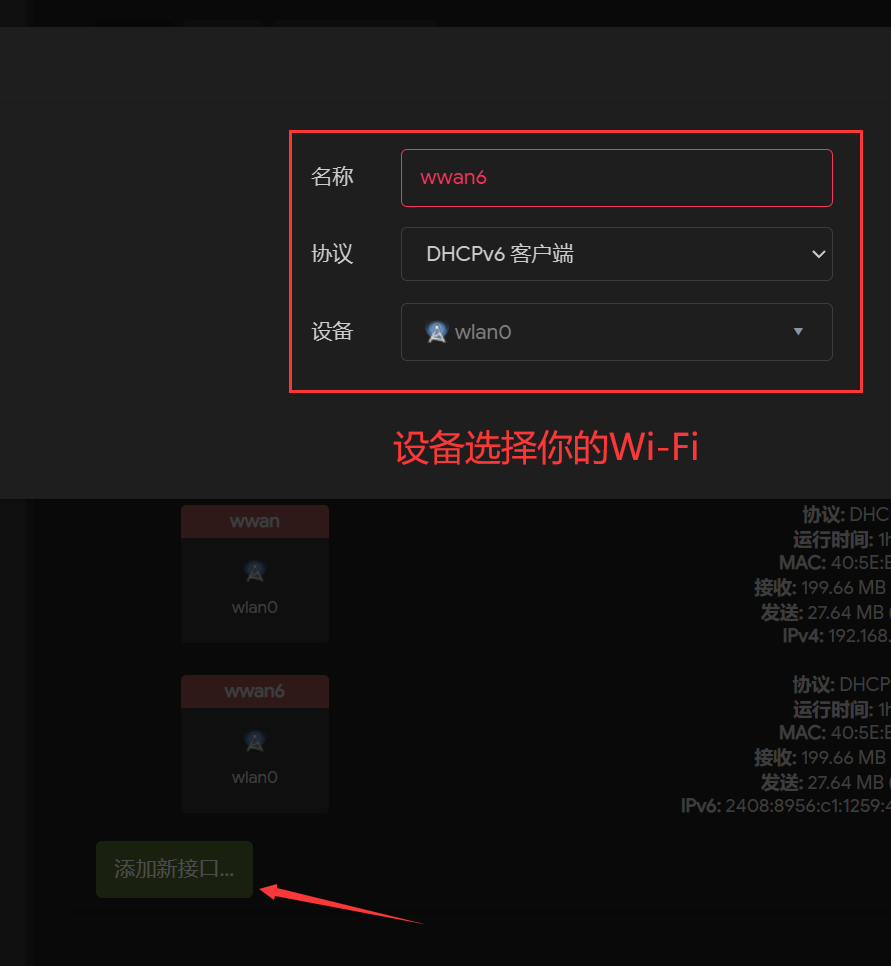 名称 wwan6
协议 DHCPv6 客户端
设备 wlan0
设备选择你的Wi-Fi
wwan
wlan0
协议: DHC
运行时间: 1h
MAC: 40:5E:E
接收: 199.66 MB
发送: 27.64 MB (
IPv4: 192.168.
wwan6
wlan0
协议: DHCP
运行时间: 1h
MAC: 40:5E:E
接收: 199.66 MB
发送: 27.64 MB (
IPv6: 2408:8956:c1:1259:4
添加新接口...